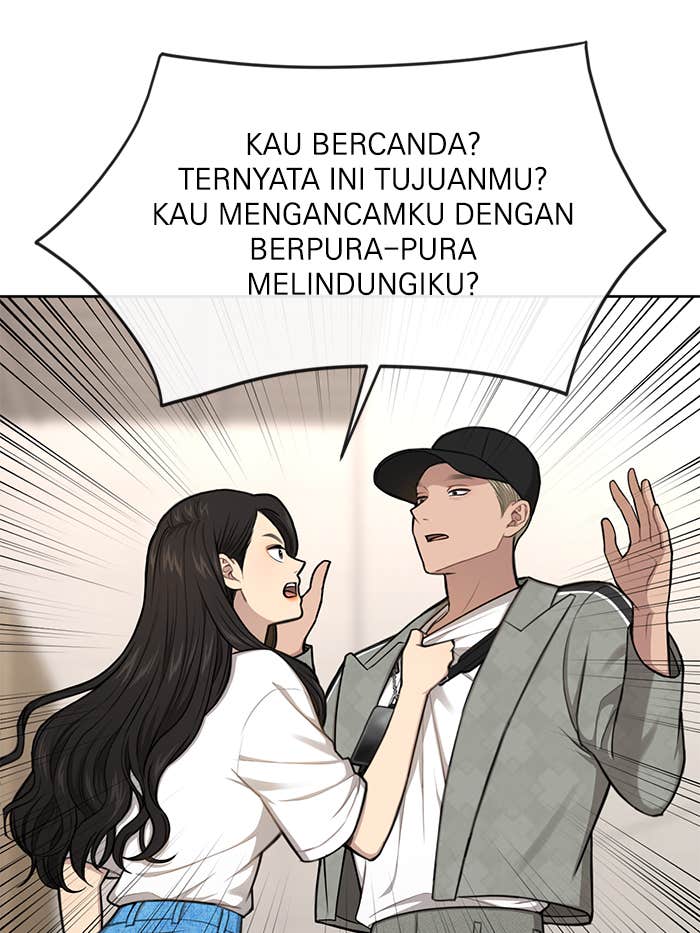 KAU BERCANDA?
TERNYATA INI TUJUANMU?
KAU MENGANCAMKU DENGAN
BERPURA-PURA
MELINDUNGIKU?